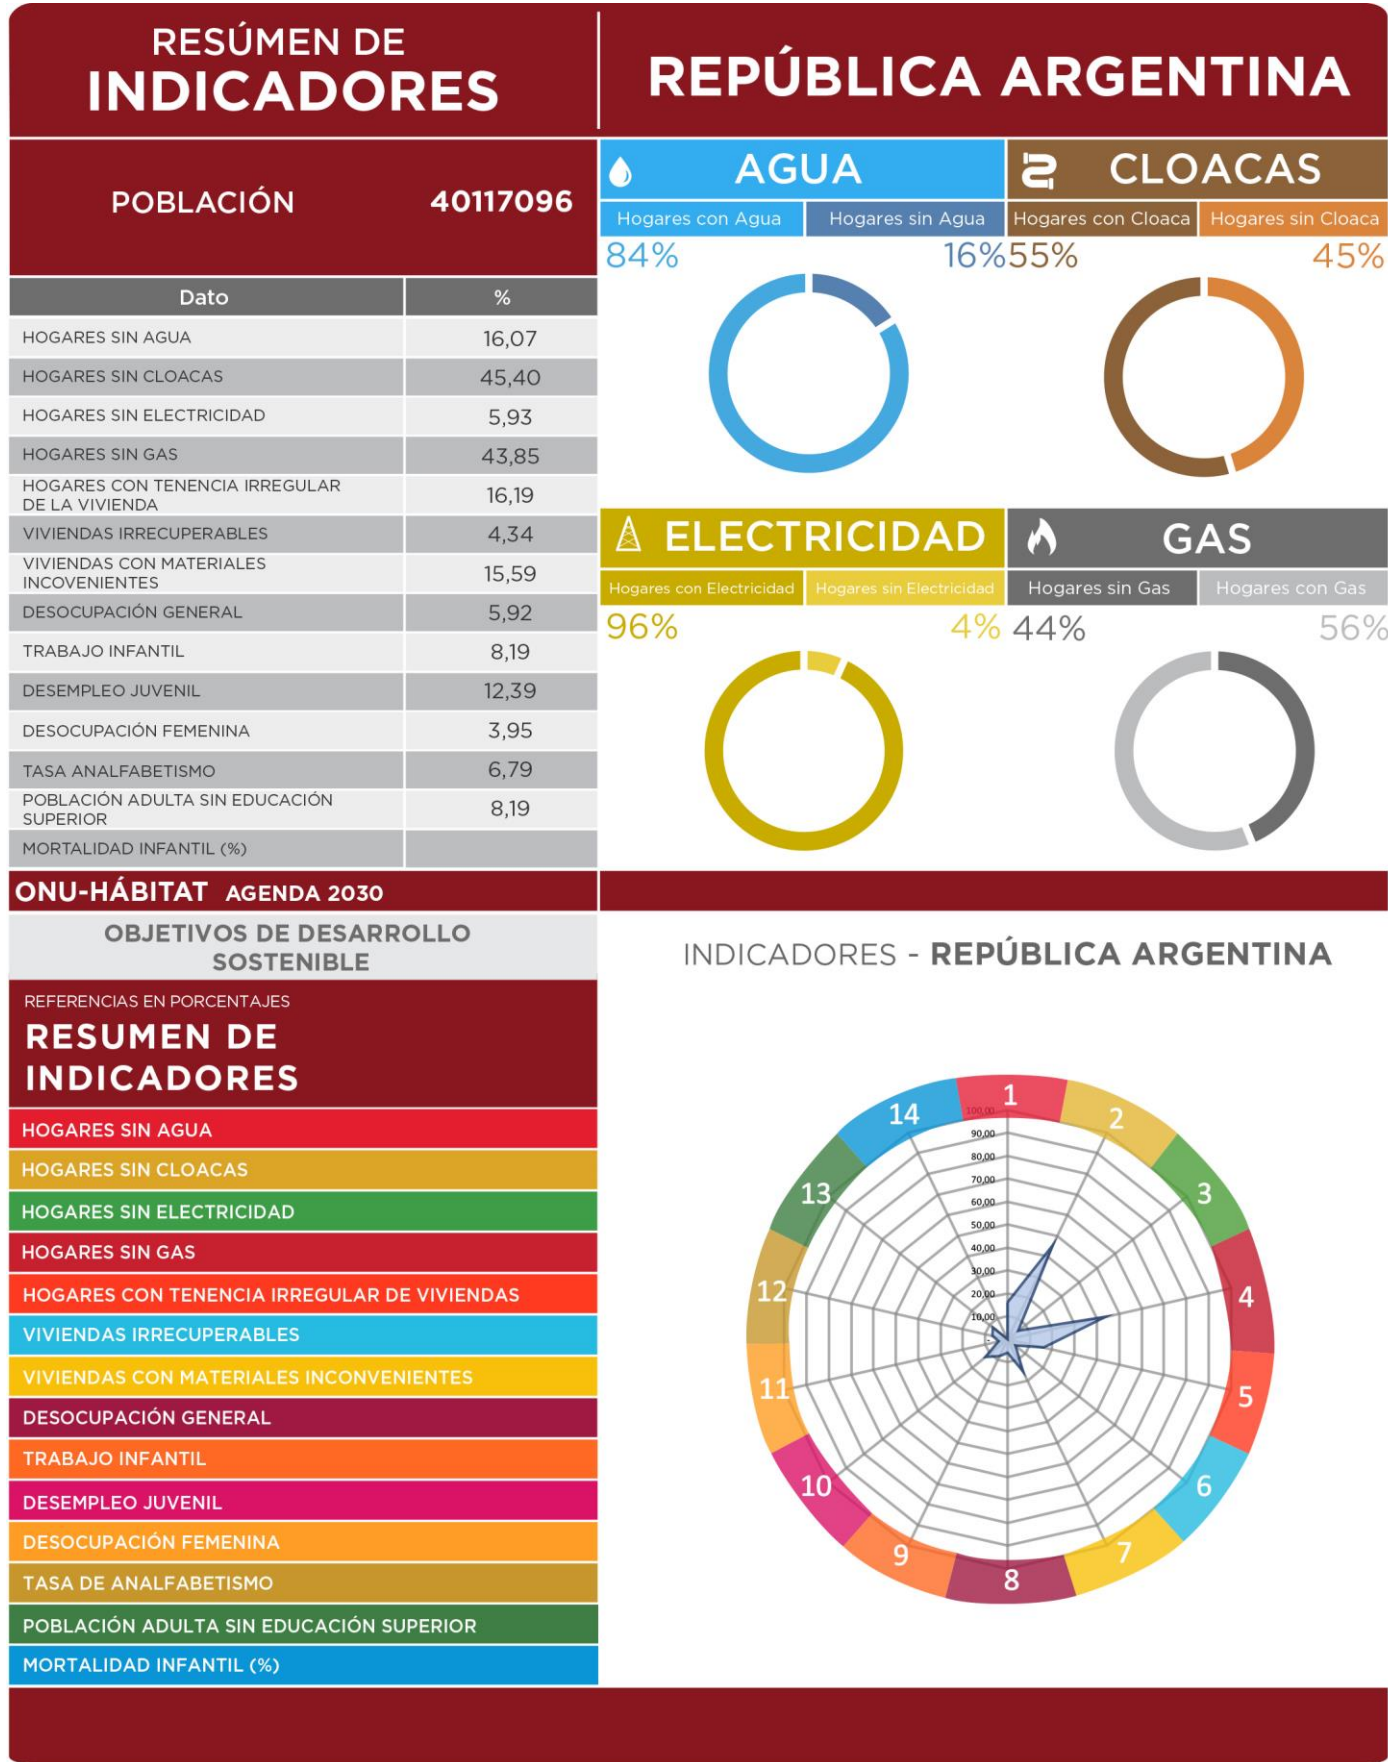 RESÚMEN DE
INDICADORES
REPÚBLICA ARGENTINA
POBLACIÓN 40117096
Dato %
HOGARES SIN AGUA 16,07
HOGARES SIN CLOACAS 45,40
HOGARES SIN ELECTRICIDAD 5,93
HOGARES SIN GAS 43,85
HOGARES CON TENENCIA IRREGULAR
DE LA VIVIENDA 16,19
VIVIENDAS IRRECUPERABLES 4,34
VIVIENDAS CON MATERIALES
INCOVENIENTES 15,59
DESOCUPACIÓN GENERAL 5,92
TRABAJO INFANTIL 8,19
DESEMPLEO JUVENIL 12,39
DESOCUPACIÓN FEMENINA 3,95
TASA ANALFABETISMO 6,79
POBLACIÓN ADULTA SIN EDUCACIÓN
SUPERIOR 8,19
MORTALIDAD INFANTIL (%)
AGUA
Hogares con Agua Hogares sin Agua
84% 16%
CLOACAS
Hogares con Cloaca Hogares sin Cloaca
55% 45%
ELECTRICIDAD
Hogares con Electricidad Hogares sin Electricidad
96% 4%
GAS
Hogares sin Gas Hogares con Gas
44% 56%
ONU-HÁBITAT AGENDA 2030
OBJETIVOS DE DESARROLLO
SOSTENIBLE
REFERENCIAS EN PORCENTAJES
RESUMEN DE
INDICADORES
HOGARES SIN AGUA
HOGARES SIN CLOACAS
HOGARES SIN ELECTRICIDAD
HOGARES SIN GAS
HOGARES CON TENENCIA IRREGULAR DE VIVIENDAS
VIVIENDAS IRRECUPERABLES
VIVIENDAS CON MATERIALES INCONVENIENTES
DESOCUPACIÓN GENERAL
TRABAJO INFANTIL
DESEMPLEO JUVENIL
DESOCUPACIÓN FEMENINA
TASA DE ANALFABETISMO
POBLACIÓN ADULTA SIN EDUCACIÓN SUPERIOR
MORTALIDAD INFANTIL (%)
INDICADORES - REPÚBLICA ARGENTINA
1
2
3
4
5
6
7
8
9
10
11
12
13
14
100,00
90,00
80,00
70,00
60,00
50,00
40,00
30,00
20,00
10,00
-